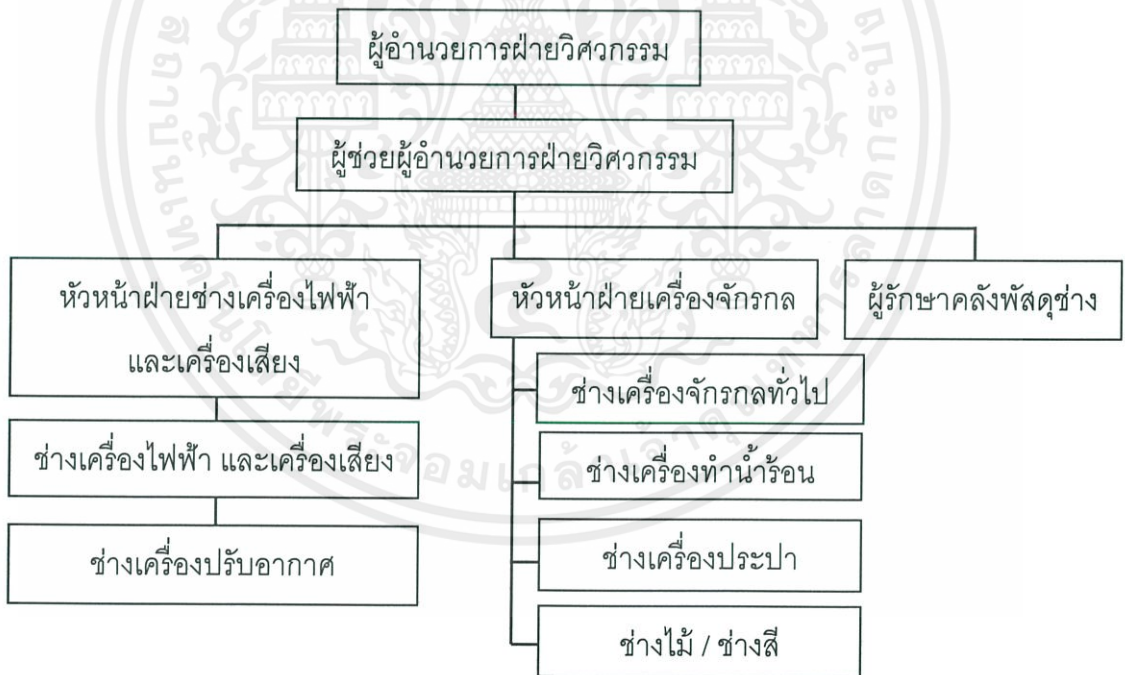 ผู้อำนวยการฝ่ายวิศวกรรม
ผู้ช่วยผู้อำนวยการฝ่ายวิศวกรรม
หัวหน้าฝ่ายช่างเครื่องไฟฟ้า
และเครื่องเสียง
ช่างเครื่องไฟฟ้า และเครื่องเสียง
ช่างเครื่องปรับอากาศ
หัวหน้าฝ่ายเครื่องจักรกล
ช่างเครื่องจักรกลทั่วไป
ช่างเครื่องทำน้ำร้อน
ช่างเครื่องประปา
ช่างไม้ / ช่างสี
ผู้รักษาคลังพัสดุช่าง